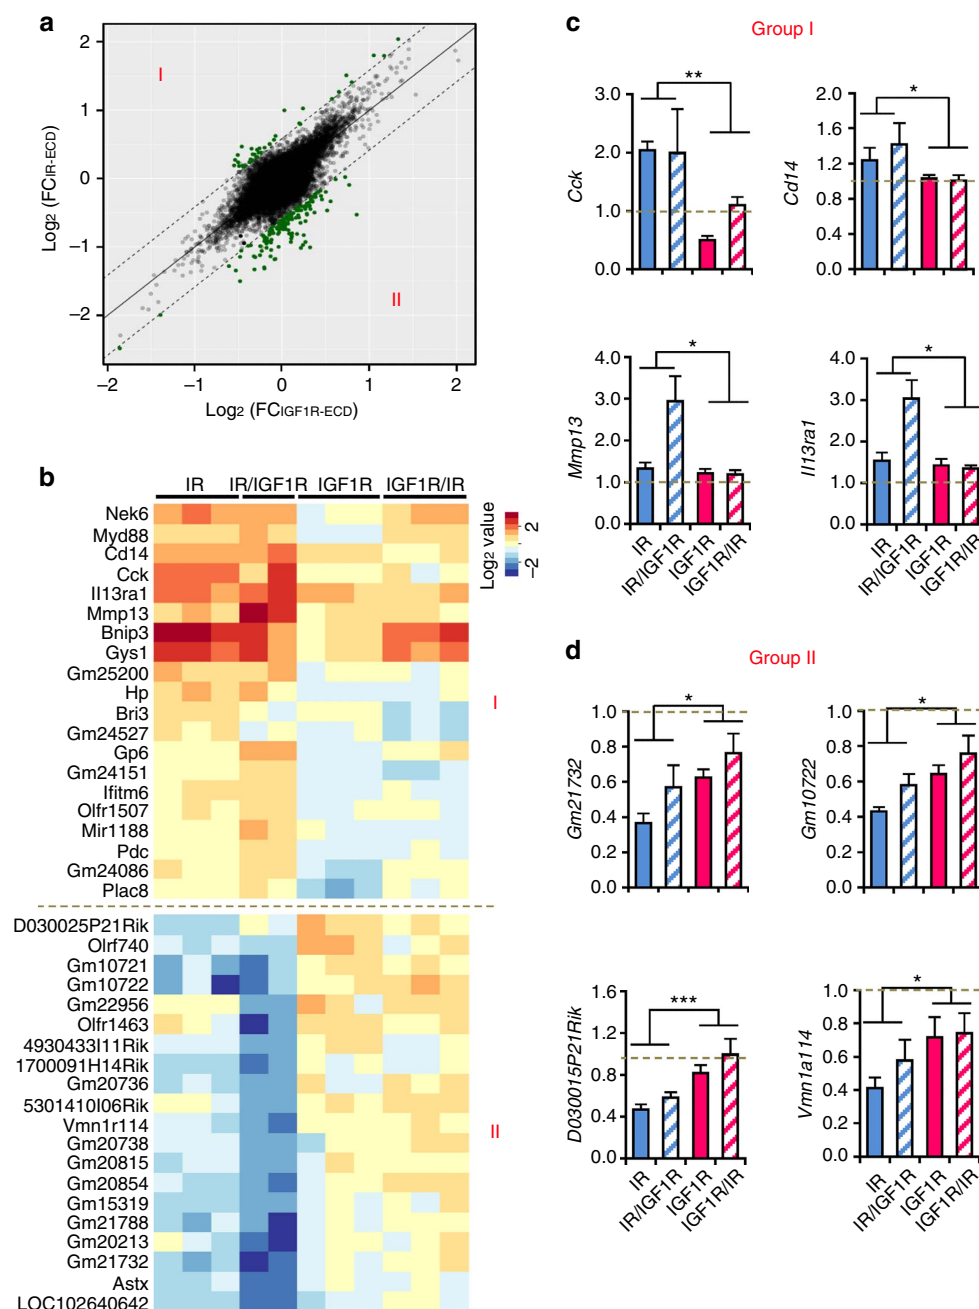 a
I
II
2
1
0
−1
−2
Log2 (FCIR-ECD)
−2
−1
0
1
2
Log2 (FCIGF1R-ECD)
b
IR
IR/IGF1R
IGF1R
IGF1R/IR
Nek6
Myd88
Cd14
Cck
Il13ra1
Mmp13
Bnip3
Gys1
Gm25200
Hp
Bri3
Gm24527
Gp6
Gm24151
Ifitm6
Olfr1507
Mir1188
Pdc
Gm24086
Plac8
I
Log2 value
2
−2
D030025P21Rik
Olrf740
Gm10721
Gm10722
Gm22956
Olfr1463
4930433I11Rik
1700091H14Rik
Gm20736
5301410I06Rik
Vmn1r114
Gm20738
Gm20815
Gm20854
Gm15319
Gm21788
Gm20213
Gm21732
Astx
LOC102640642
II
c
Group I
Cck
3.0
2.0
1.0
0.0
**
Cd14
2.0
1.6
1.2
0.8
0.4
0.0
*
Mmp13
4.0
3.0
2.0
1.0
0.0
*
IR
IR/IGF1R
IGF1R
IGF1R/IR
Il13ra1
4.0
3.0
2.0
1.0
0.0
*
IR
IR/IGF1R
IGF1R
IGF1R/IR
d
Group II
Gm21732
1.0
0.8
0.6
0.4
0.2
0.0
*
Gm10722
1.0
0.8
0.6
0.4
0.2
0.0
*
D030015P21Rik
1.6
1.2
0.8
0.4
0.0
***
IR
IR/IGF1R
IGF1R
IGF1R/IR
Vmn1a114
1.0
0.8
0.6
0.4
0.2
0.0
*
IR
IR/IGF1R
IGF1R
IGF1R/IR